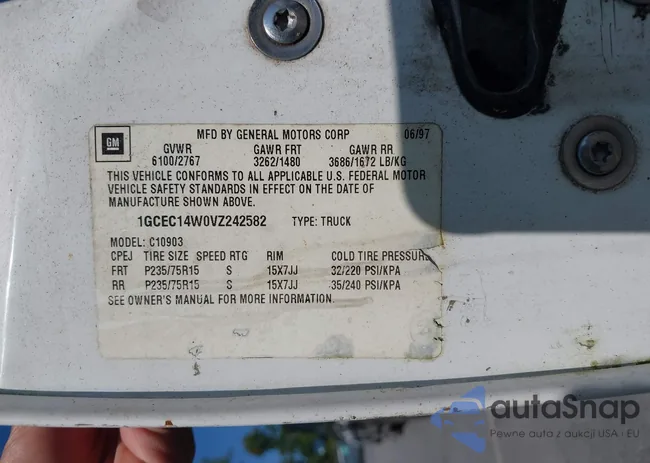 GM
MFD BY GENERAL MOTORS CORP 06/97
GVWR GAWR FRT GAWR RR
6100/2767 3262/1480 3686/1672 LB/KG
THIS VEHICLE CONFORMS TO ALL APPLICABLE U.S. FEDERAL MOTOR
VEHICLE SAFETY STANDARDS IN EFFECT ON THE DATE OF
MANUFACTURE SHOWN ABOVE.
1GCEC14W0VZ242582 TYPE: TRUCK
MODEL: C10903
CPEJ TIRE SIZE SPEED RTG RIM COLD TIRE PRESSURE
FRT P235/75R15 S 15X7JJ 32/220 PSI/KPA
RR P235/75R15 S 15X7JJ 35/240 PSI/KPA
SEE OWNER'S MANUAL FOR MORE INFORMATION.
autoSnap
Pewne auta z aukcji USA i EU